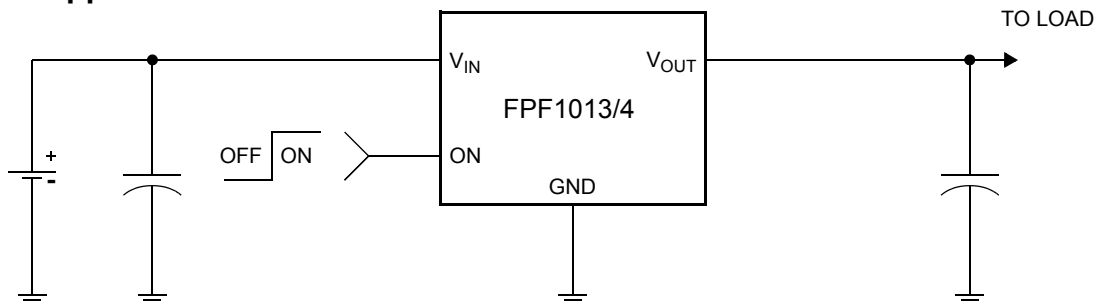 TO LOAD
V_IN
V_OUT
FPF1013/4
OFF ON
ON
GND
+
-